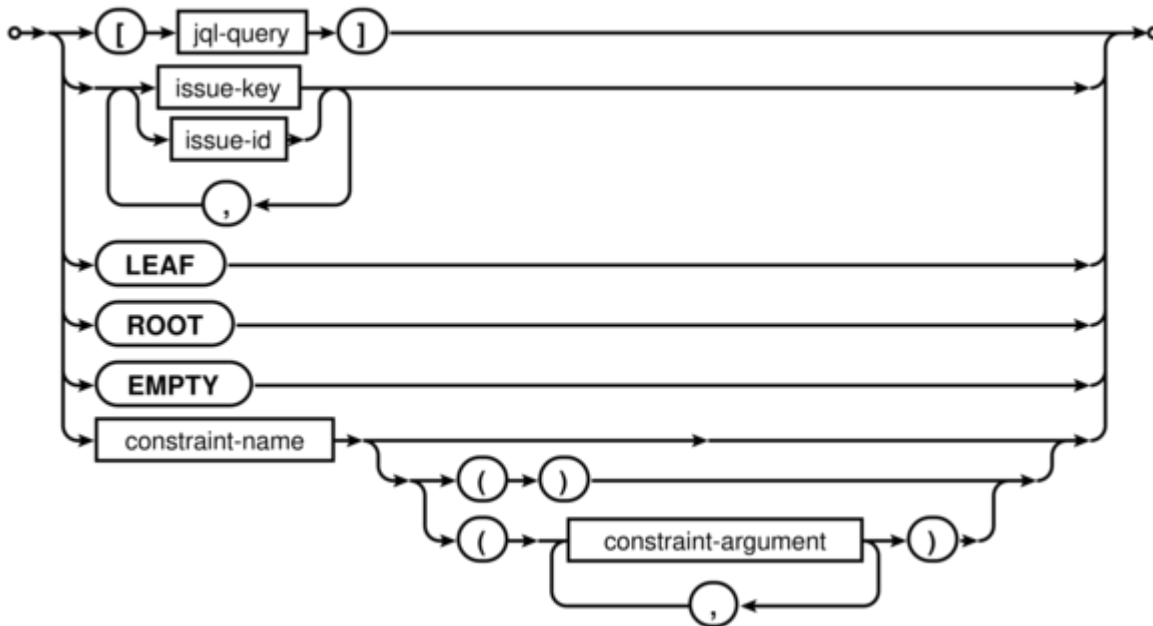 [ jql-query ]
issue-key
issue-id
,
LEAF
ROOT
EMPTY
constraint-name
( )
( constraint-argument )
,